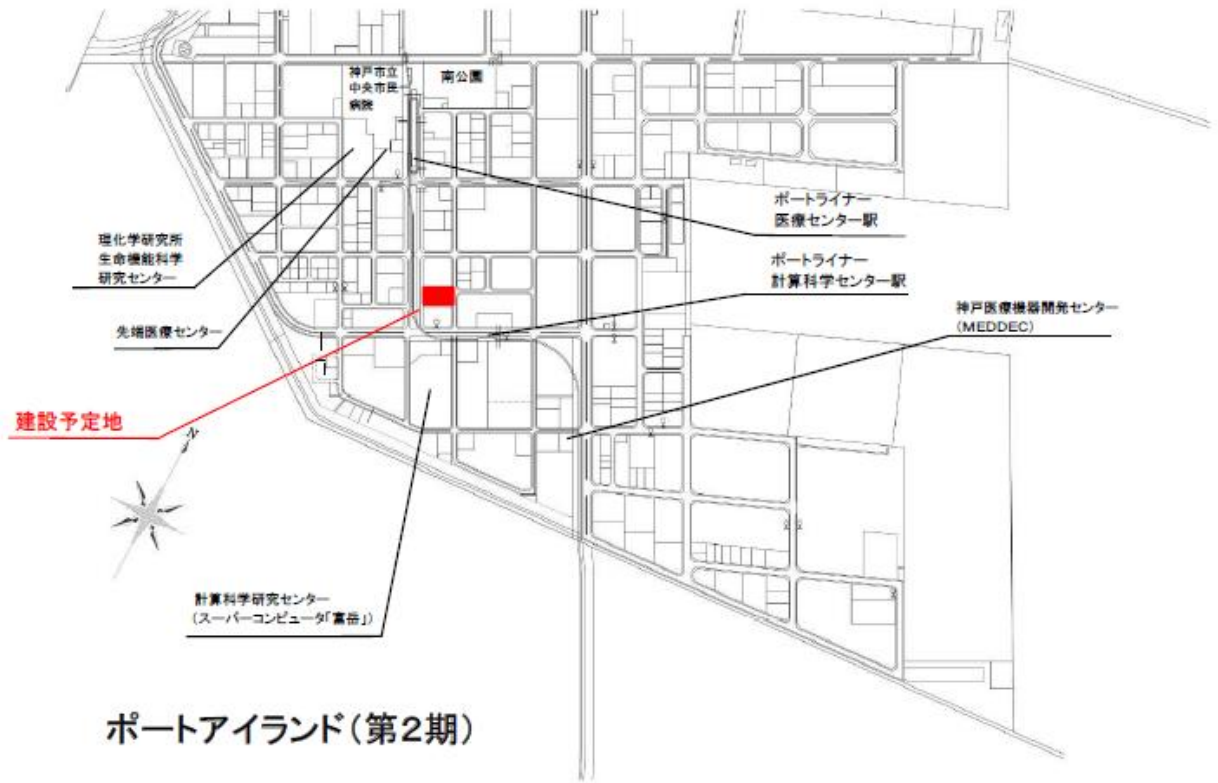 神戸市立
中央市民
病院
南公園
ポートライナー
医療センター駅
理化学研究所
生命機能科学
研究センター
ポートライナー
計算科学センター駅
先端医療センター
神戸医療機器開発センター
(MEDDEC)
建設予定地
N
計算科学研究センター
(スーパーコンピュータ「富岳」)
ポートアイランド(第2期)